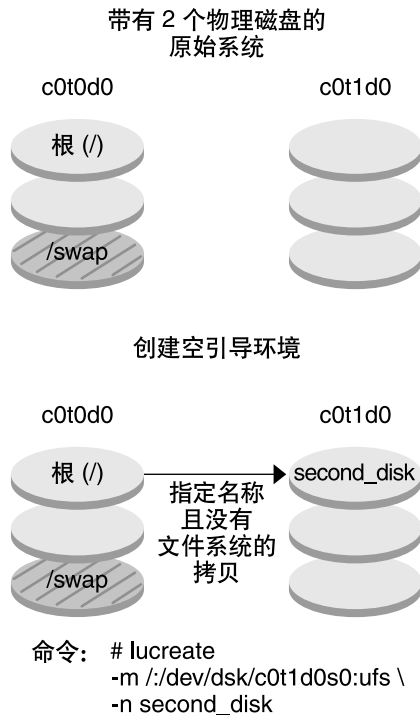 带有 2 个物理磁盘的
原始系统
c0t0d0
c0t1d0
根 (/)
/swap
创建空引导环境
c0t0d0
c0t1d0
根 (/)
second_disk
指定名称
且没有
文件系统的
拷贝
/swap
命令： # lucreate
-m /:/dev/dsk/c0t1d0s0:ufs \
-n second_disk